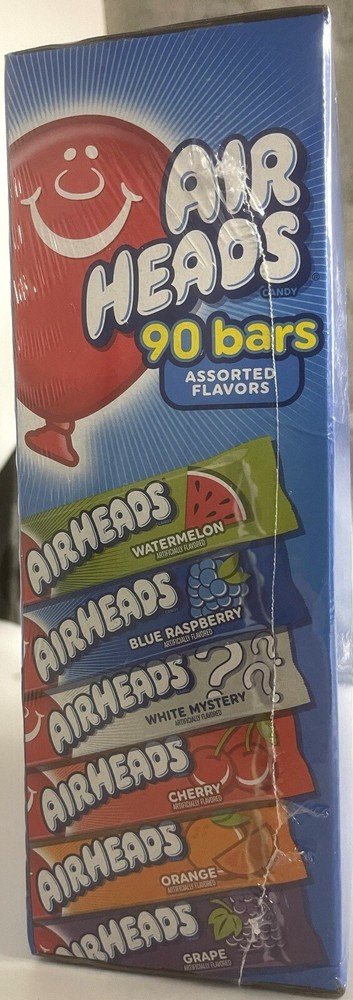 AIR
HEADS®
CANDY
90 bars
ASSORTED
FLAVORS
AIRHEADS
WATERMELON
ARTIFICIALLY FLAVORED
AIRHEADS
BLUE RASPBERRY
ARTIFICIALLY FLAVORED
AIRHEADS
WHITE MYSTERY
ARTIFICIALLY FLAVORED
AIRHEADS
CHERRY
ARTIFICIALLY FLAVORED
AIRHEADS
ORANGE
ARTIFICIALLY FLAVORED
AIRHEADS
GRAPE
ARTIFICIALLY FLAVORED